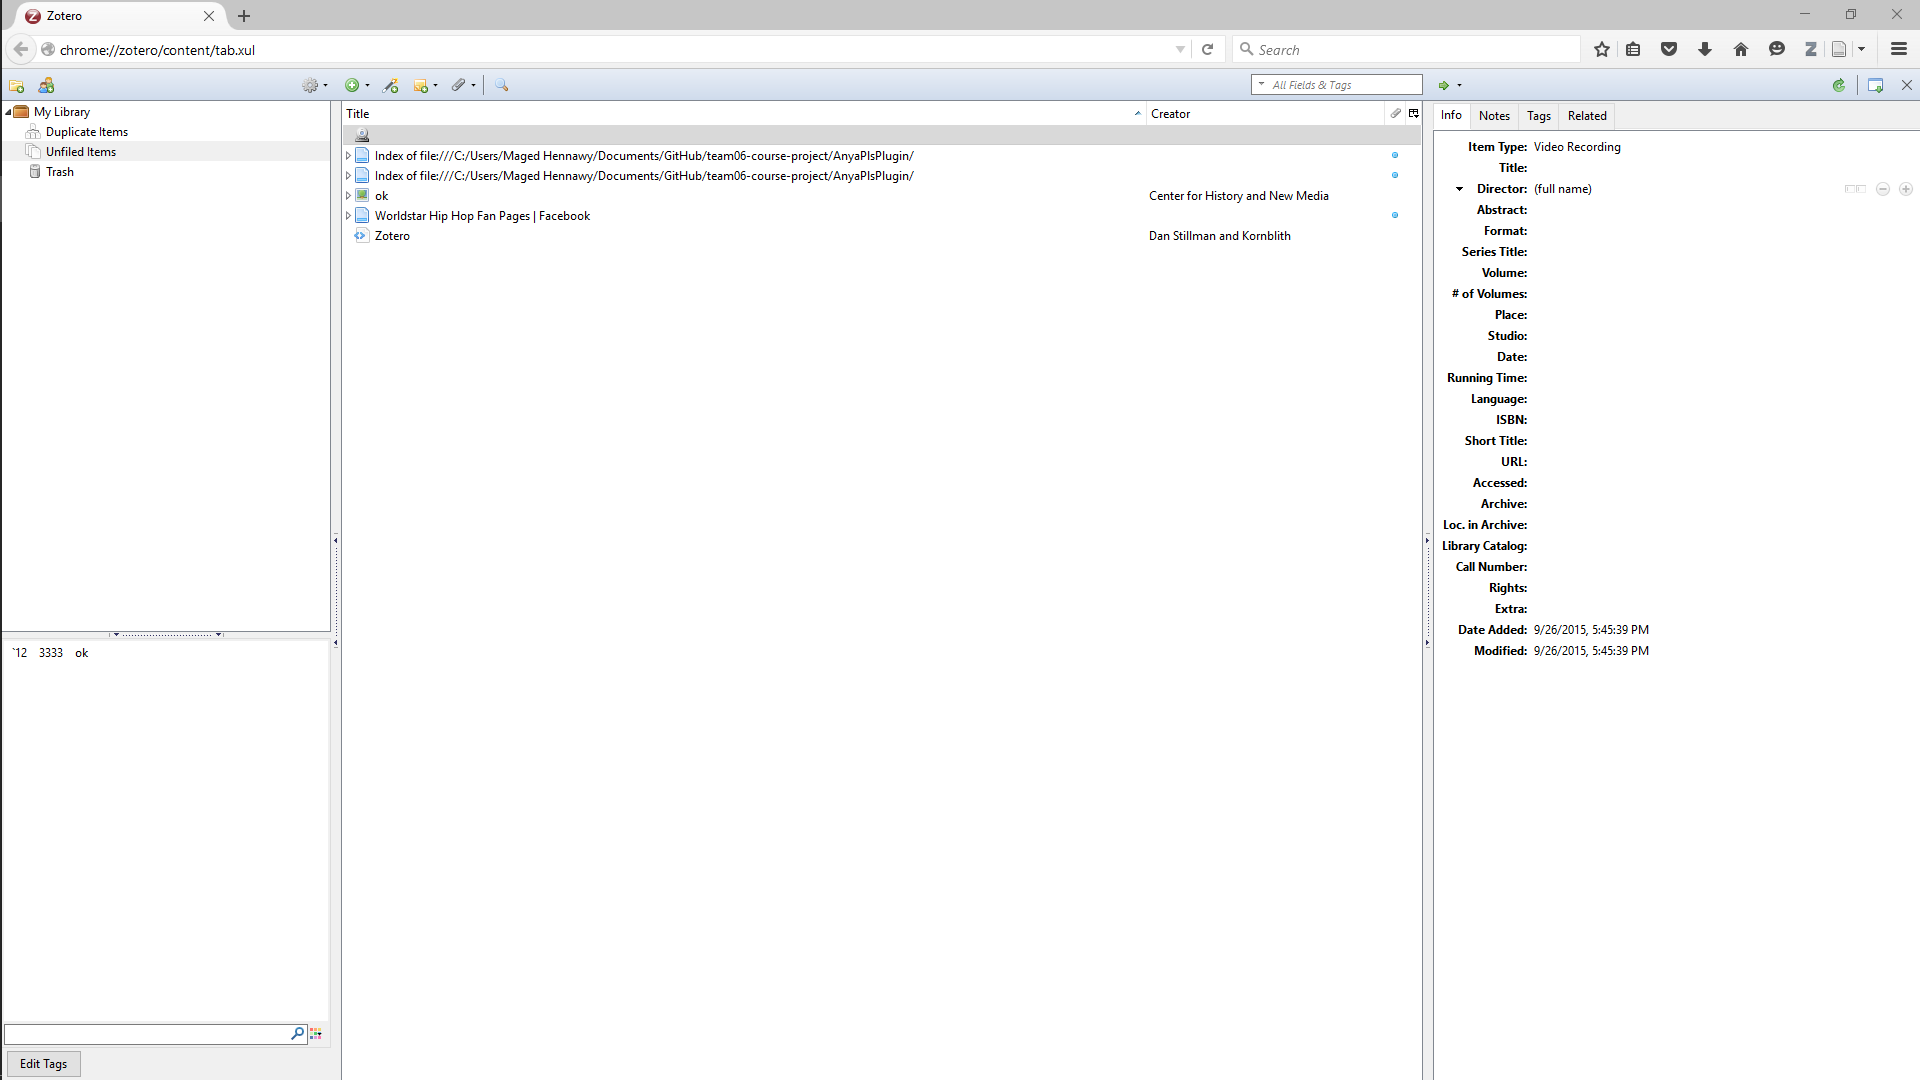 Zotero
chrome://zotero/content/tab.xul
Search
All Fields & Tags
My Library
Duplicate Items
Unfiled Items
Trash
Title Creator
Index of file:///C:/Users/Maged Hennawy/Documents/GitHub/team06-course-project/AnyaPlsPlugin/
Index of file:///C:/Users/Maged Hennawy/Documents/GitHub/team06-course-project/AnyaPlsPlugin/
ok Center for History and New Media
Worldstar Hip Hop Fan Pages | Facebook
Zotero Dan Stillman and Kornblith
Info Notes Tags Related
Item Type: Video Recording
Title:
Director: (full name)
Abstract:
Format:
Series Title:
Volume:
# of Volumes:
Place:
Studio:
Date:
Running Time:
Language:
ISBN:
Short Title:
URL:
Accessed:
Archive:
Loc. in Archive:
Library Catalog:
Call Number:
Rights:
Extra:
Date Added: 9/26/2015, 5:45:39 PM
Modified: 9/26/2015, 5:45:39 PM
`12 3333 ok
Edit Tags